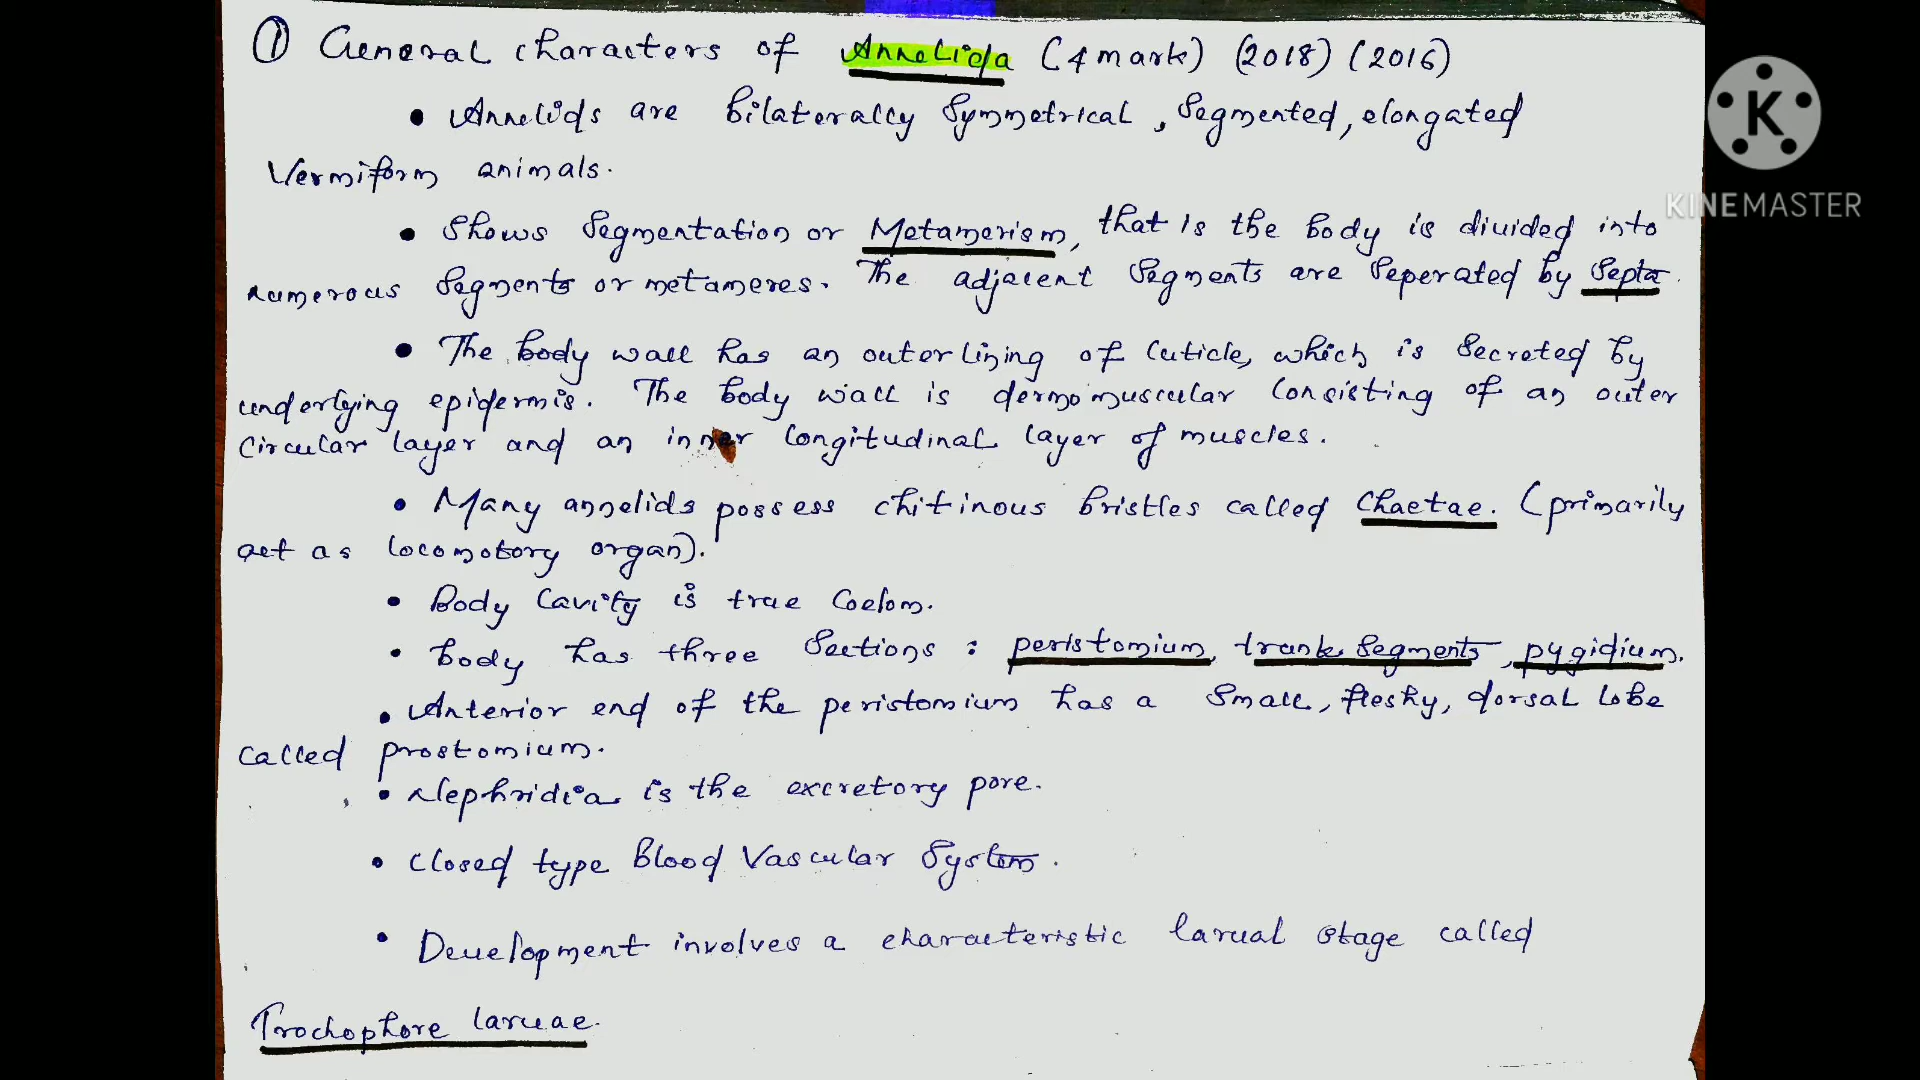 ① General characters of Annelida (4 mark) (2018) (2016)
• Annelids are bilaterally symmetrical, segmented, elongated
Vermiform animals.
• Shows segmentation or Metamerism, that is the body is divided into
numerous segments or metameres. The adjacent segments are seperated by septa.
• The body wall has an outer lining of cuticle, which is secreted by
underlying epidermis. The body wall is dermomuscular consisting of an outer
circular layer and an inner longitudinal layer of muscles.
• Many annelids possess chitinous bristles called chaetae. (primarily
act as locomotory organ).
• Body cavity is true coelom.
• body has three sections : peristomium, trunk segments, pygidium.
• Anterior end of the peristomium has a small, fleshy, dorsal lobe
called prostomium.
• Nephridia is the excretory pore.
• closed type Blood Vascular System.
• Development involves a characteristic larval stage called
Trochophore larvae.
K
KINEMASTER